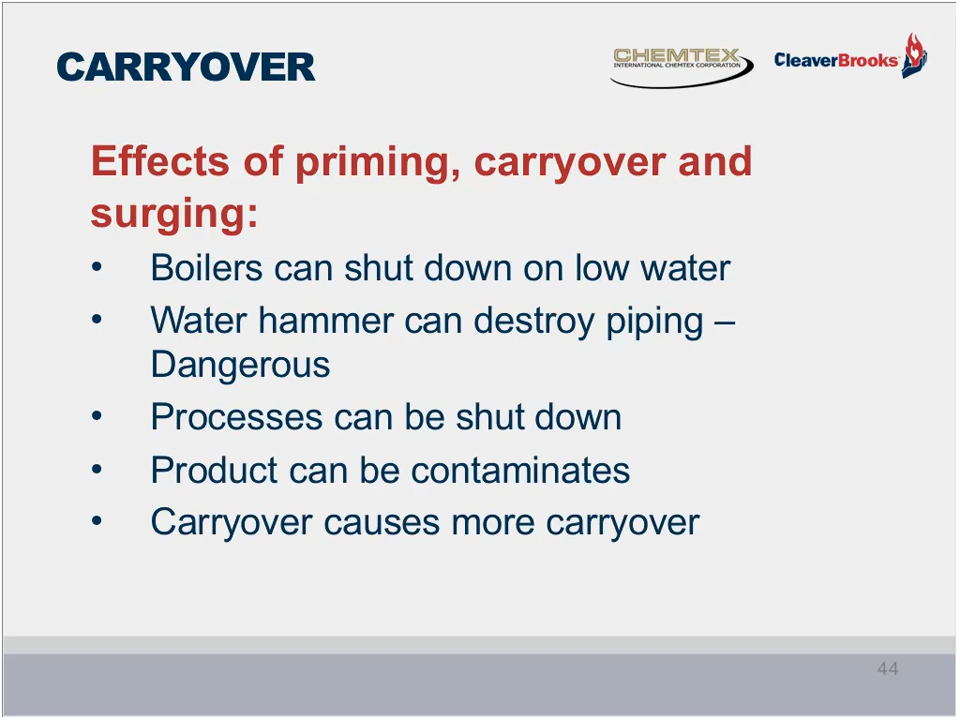 CARRYOVER
CHEMTEX
INTERNATIONAL CHEMTEX CORPORATION
CleaverBrooks
Effects of priming, carryover and
surging:
• Boilers can shut down on low water
• Water hammer can destroy piping –
Dangerous
• Processes can be shut down
• Product can be contaminates
• Carryover causes more carryover
44